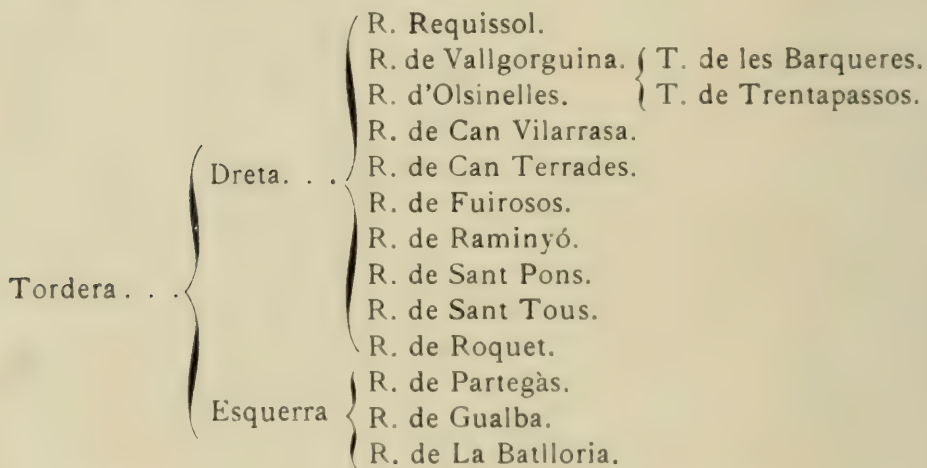 R. Requissol.
R. de Vallgorguina. { T. de les Barqueres.
R. d'Olsinelles. { T. de Trentapassos.
R. de Can Vilarrasa.
Dreta. . . R. de Can Terrades.
R. de Fuirosos.
R. de Raminyó.
R. de Sant Pons.
Tordera . . . R. de Sant Tous.
R. de Roquet.
R. de Partegàs.
Esquerra { R. de Gualba.
R. de La Batlloria.